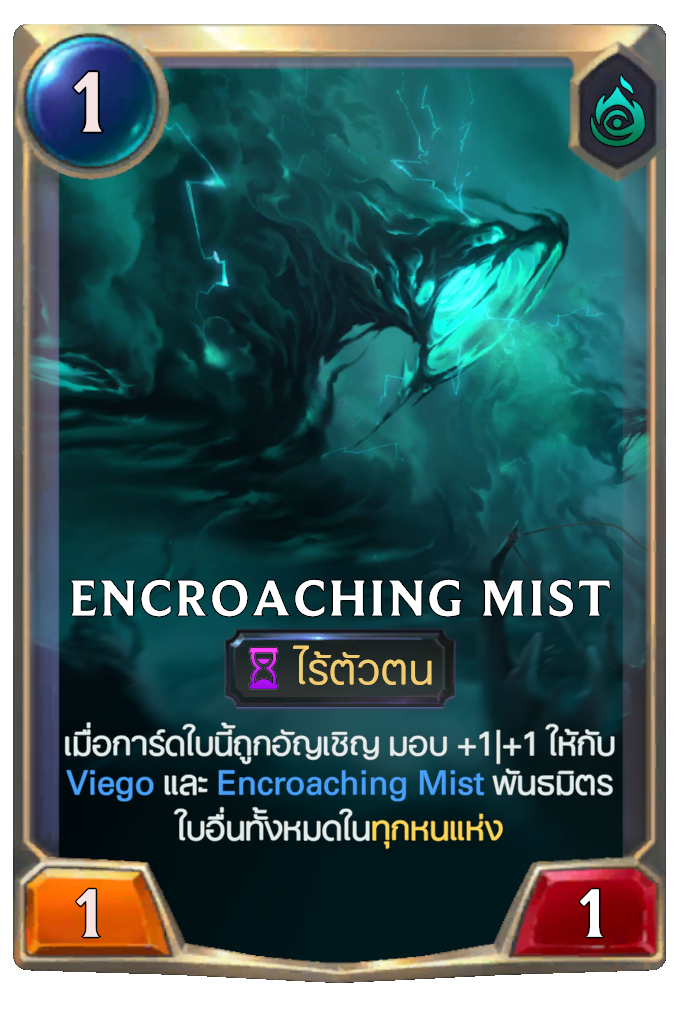 1
ENCROACHING MIST
ไร้ตัวตน
เมื่อการ์ดใบนี้ถูกอัญเชิญ มอบ +1|+1 ให้กับ
Viego และ Encroaching Mist พันธมิตร
ใบอื่นทั้งหมดในทุกหนแห่ง
1
1